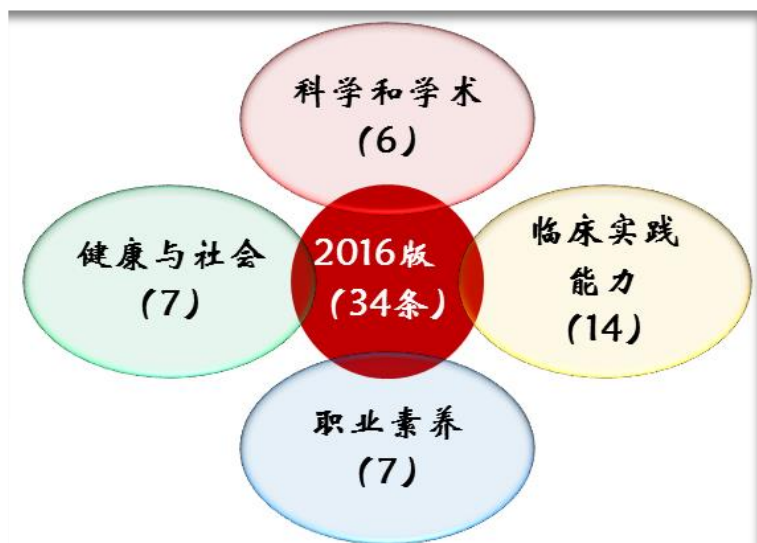 科学和学术
(6)
健康与社会
(7)
2016版
(34条)
临床实践
能力
(14)
职业素养
(7)